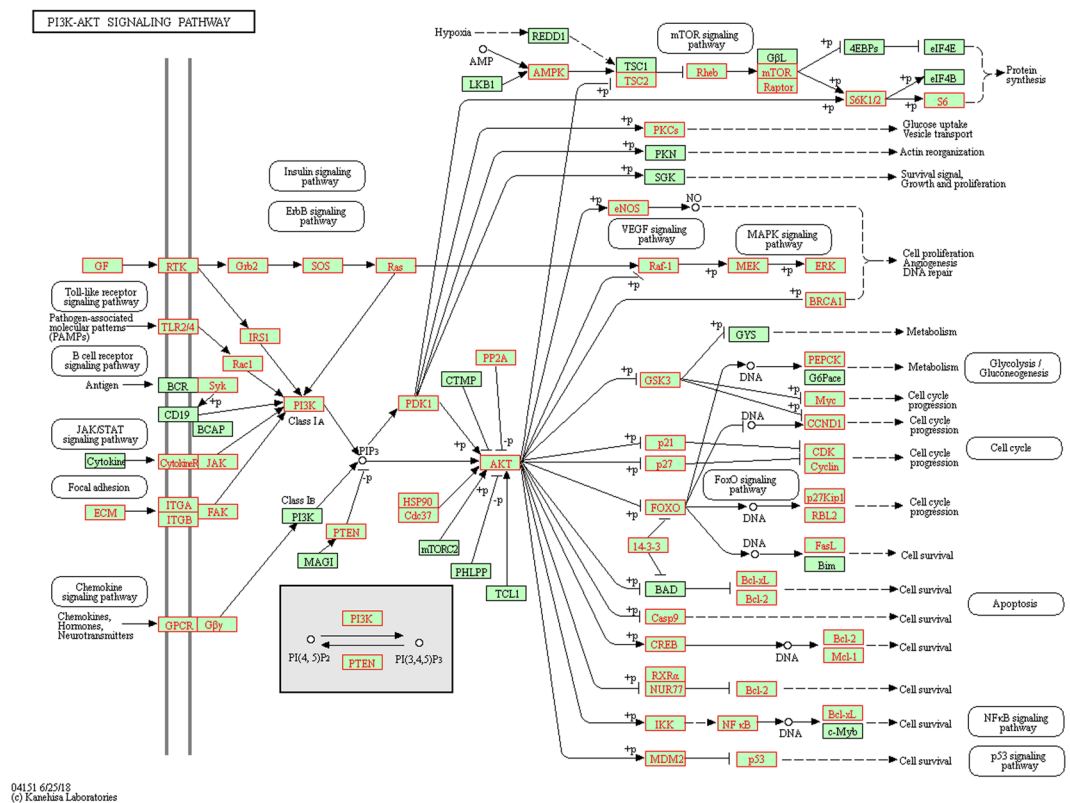 PI3K-AKT SIGNALING PATHWAY
Hypoxia
REDD1
mTOR signaling
pathway
AMP
LKB1
AMPK
+p
TSC1
TSC2
+p
Rheb
GβL
mTOR
Raptor
+p
4EBPs
eIF4E
+p
S6K1/2
+p
eIF4B
+p
S6
Protein
synthesis
+p
PKCs
Glucose uptake
Vesicle transport
PKN
Actin reorganization
SGK
Survival signal,
Growth and proliferation
Insulin signaling
pathway
ErbB signaling
pathway
+p
eNOS
NO
VEGF signaling
pathway
MAPK signaling
pathway
GF
RTK
Grb2
SOS
Ras
Raf-1
+p
MEK
+p
ERK
Cell proliferation
Angiogenesis
DNA repair
BRCA1
Toll-like receptor
signaling pathway
Pathogen-associated
molecular patterns
(PAMPs)
TLR2/4
IRS1
Rac1
B cell receptor
signaling pathway
Antigen
BCR
Syk
+p
CD19
BCAP
PI3K
Class IA
JAK/STAT
signaling pathway
Cytokine
CytokineR
JAK
Focal adhesion
ECM
ITGA
ITGB
FAK
Chemokine
signaling pathway
Chemokines,
Hormones,
Neurotransmitters
GPCR
Gβγ
PIP3
-p
Class IB
PI3K
PTEN
MAGI
PDK1
CTMP
PP2A
+p
-p
AKT
HSP90
Cdc37
+p
-p
mTORC2
PHLPP
TCL1
PI3K
PI(4, 5)P2
PI(3,4,5)P3
PTEN
+p
GYS
Metabolism
+p
GSK3
DNA
PEPCK
G6Pace
Metabolism
Glycolysis /
Gluconeogenesis
+p
Myc
Cell cycle
progression
+p
DNA
CCND1
Cell cycle
progression
+p
p21
+p
p27
CDK
Cyclin
Cell cycle
progression
Cell cycle
FoxO signaling
pathway
+p
FOXO
DNA
p27Kip1
RBL2
Cell cycle
progression
14-3-3
DNA
FasL
Bim
Cell survival
+p
BAD
Bcl-xL
Bcl-2
Cell survival
Apoptosis
+p
Casp9
Cell survival
+p
CREB
DNA
Bcl-2
Mcl-1
Cell survival
+p
RXRα
NUR77
Bcl-2
Cell survival
+p
IKK
NFκB
DNA
Bcl-xL
c-Myb
Cell survival
NFκB signaling
pathway
+p
MDM2
p53
Cell survival
p53 signaling
pathway
04151 6/25/18
(c) Kanehisa Laboratories